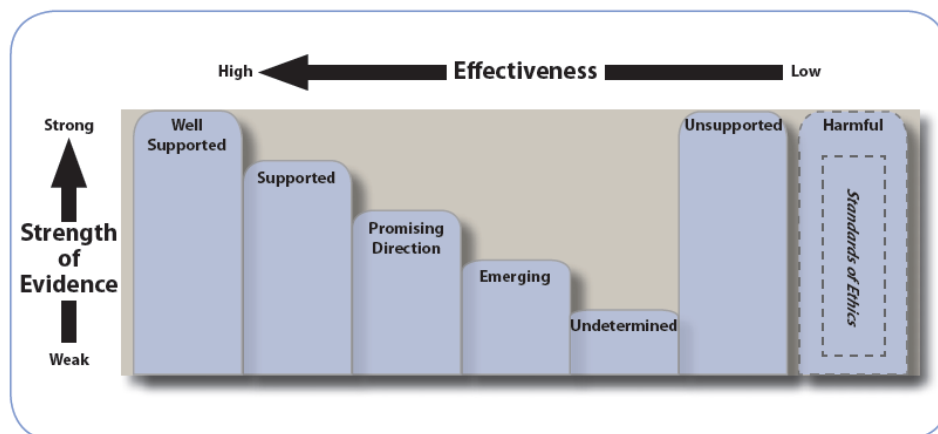 High
Effectiveness
Low
Strong
Strength
of
Evidence
Weak
Well
Supported
Supported
Promising
Direction
Emerging
Undetermined
Unsupported
Harmful
Standards of Ethics